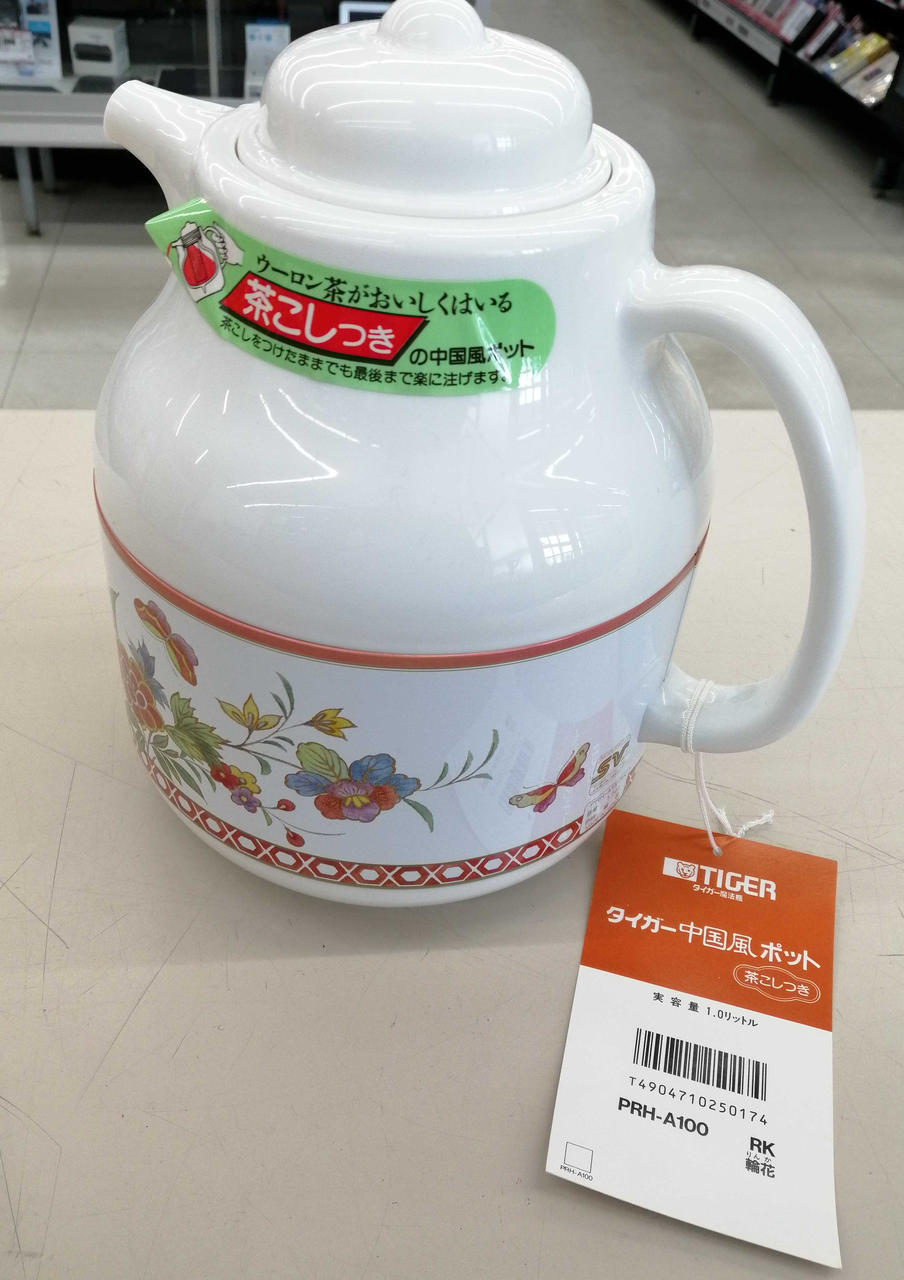 ウーロン茶がおいしくはいる
茶こしつき
の中国風ポット
茶こしをつけたままでも最後まで楽に注げます。
SV
TIGER
タイガー魔法瓶
タイガー中国風ポット
茶こしつき
実容量 1.0リットル
T4904710250174
PRH-A100
RK
りんか
輪花
PRH-A100